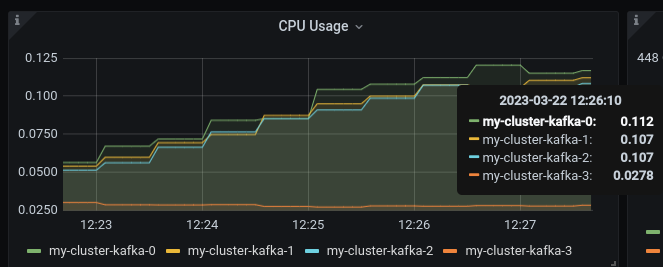 CPU Usage
448
0.125
0.100
0.0750
0.0500
0.0250
2023-03-22 12:26:10
my-cluster-kafka-0: 0.112
my-cluster-kafka-1: 0.107
my-cluster-kafka-2: 0.107
my-cluster-kafka-3: 0.0278
12:23 12:24 12:25 12:26 12:27
my-cluster-kafka-0 my-cluster-kafka-1 my-cluster-kafka-2 my-cluster-kafka-3